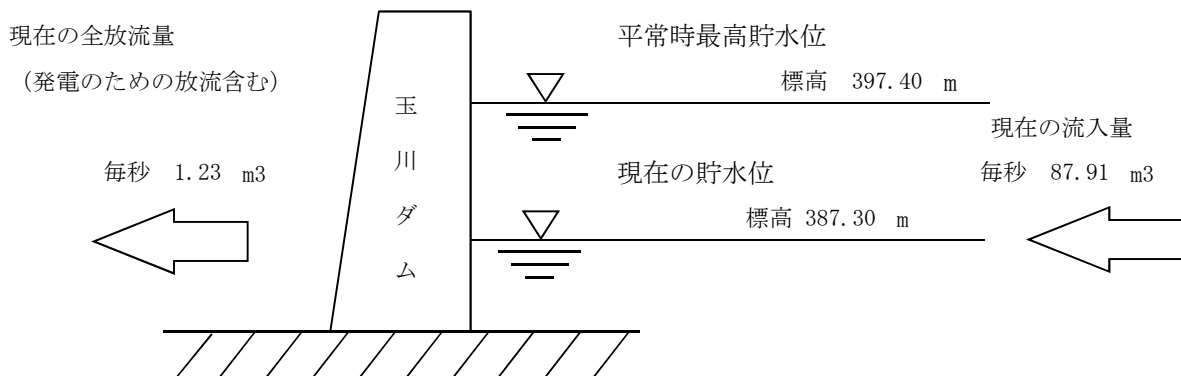 現在の全放流量
（発電のための放流含む）
毎秒 1.23 m3
玉川ダム
平常時最高貯水位
標高 397.40 m
現在の貯水位
標高 387.30 m
現在の流入量
毎秒 87.91 m3